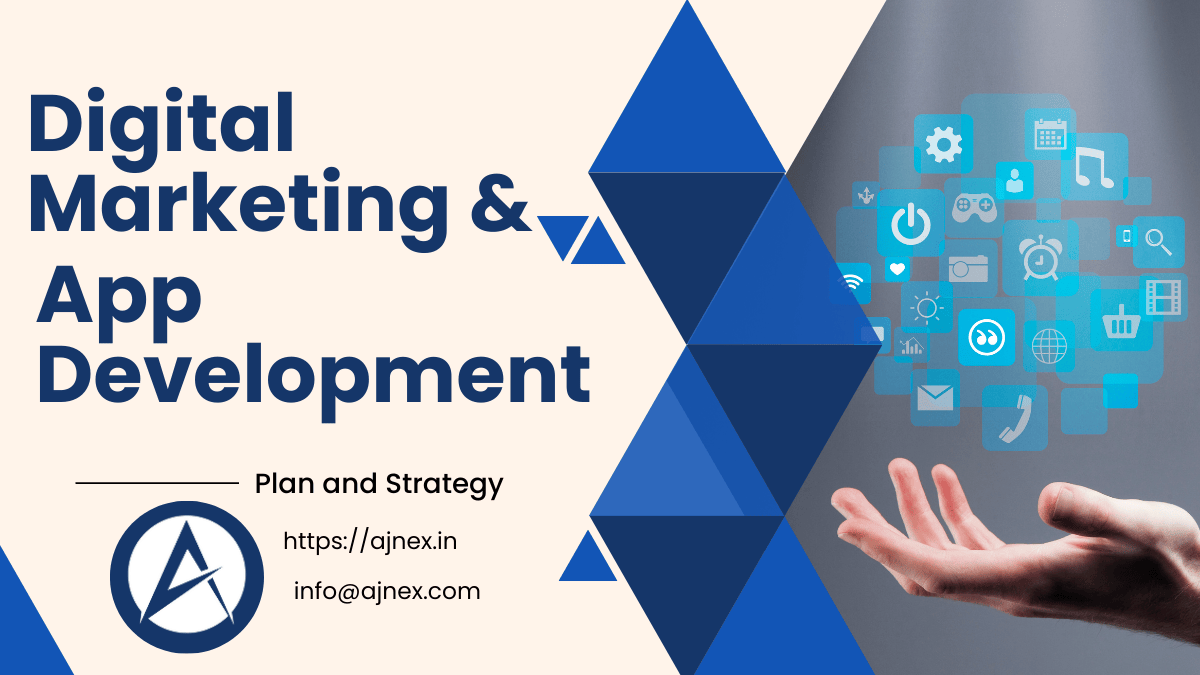 Digital
Marketing &
App
Development
Plan and Strategy
https://ajnex.in
info@ajnex.com